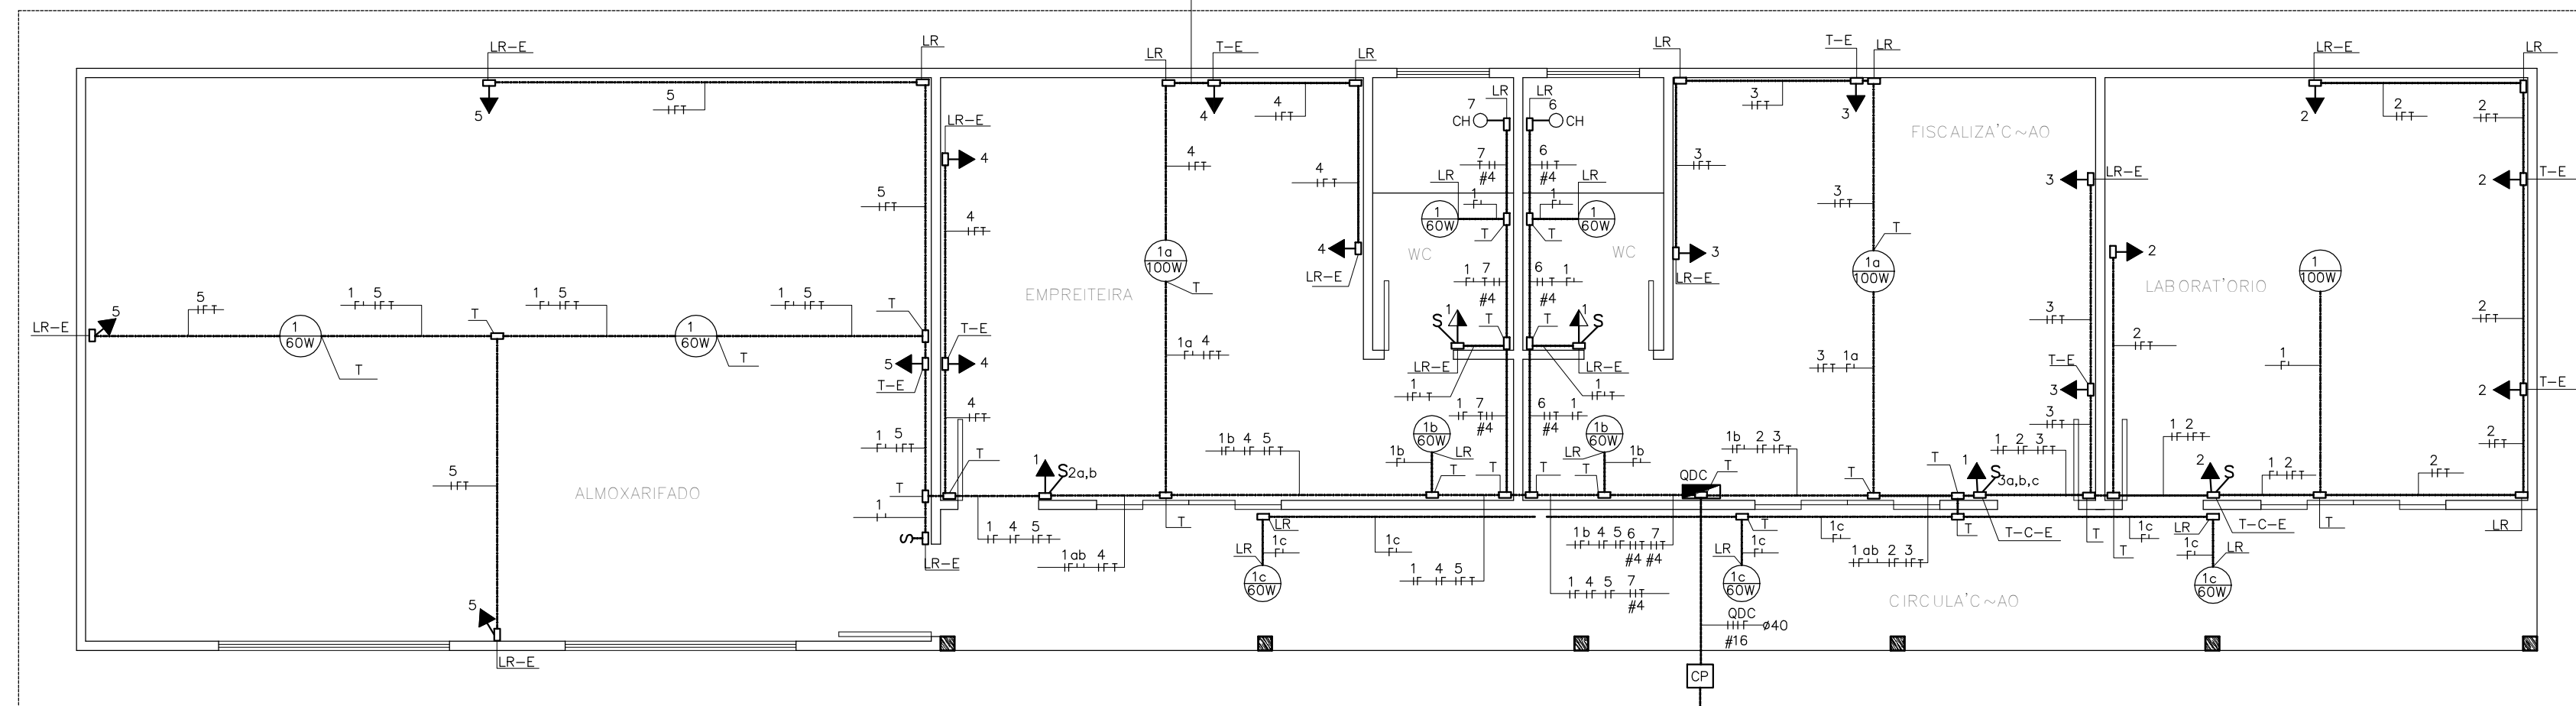 LR-E
LR
LR
T-E
LR
LR
T-E
LR
LR-E
LR
5
5
4
4
LR
7
CH
LR
6
CH
3
3
FISCALIZA'C~AO
2
2
2
LR-E
4
4
4
7
#4
6
#4
3
3
3
LR-E
2
T-E
LR
1
LR
1
5
4
1
60W
1
60W
T
T
WC
WC
4
LR-E
1a
100W
T
3
LR-E
1a
100W
T
2
1
100W
EMPREITEIRA
LABORAT'ORIO
1 7
#4
6 1
#4
LR-E
5
5
1 5
1 5
1 5
T
T
1
60W
T
1
60W
T
T-E
5
4
T-E
1a 4
S
1
T
T
1
S
LR-E
LR-E
1
1
3
2
2
3 1a
1
T-E
3
2
T-E
4
1 7
#4
6 1
#4
3
1b
60W
LR
1b
60W
LR
1 5
T
1b 4 5
1b
T
T
T
T
1b
1b 2 3
1 2 3
1 2
2
5
ALMOXARIFADO
1
S2a,b
QDC
T
T
T
1
S3a,b,c
2
S
1 2
2
T
1
S
LR-E
1 4 5
1 ab 4
T
LR
1c
LR
1c
60W
1c
1 4 5
1b 4 5 6 7
#4 #4
1 4 5 7
#4
T
1c
LR
1c
60W
1c
T
T-C-E
1 ab 2 3
T
T
1c
LR
1c
LR
1c
60W
T-C-E
T
LR
CIRCULA'C~AO
5
LR-E
QDC
ø40
#16
CP